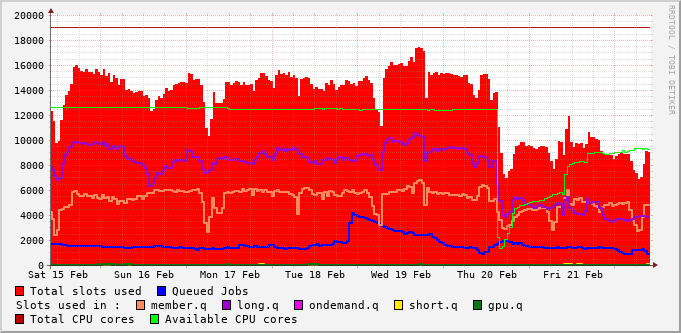 20000
18000
16000
14000
12000
10000
8000
6000
4000
2000
0
Sat 15 Feb Sun 16 Feb Mon 17 Feb Tue 18 Feb Wed 19 Feb Thu 20 Feb Fri 21 Feb
Total slots used Queued Jobs
Slots used in : member.q long.q ondemand.q short.q gpu.q
Total CPU cores Available CPU cores
RRDTOOL / TOBI OETIKER